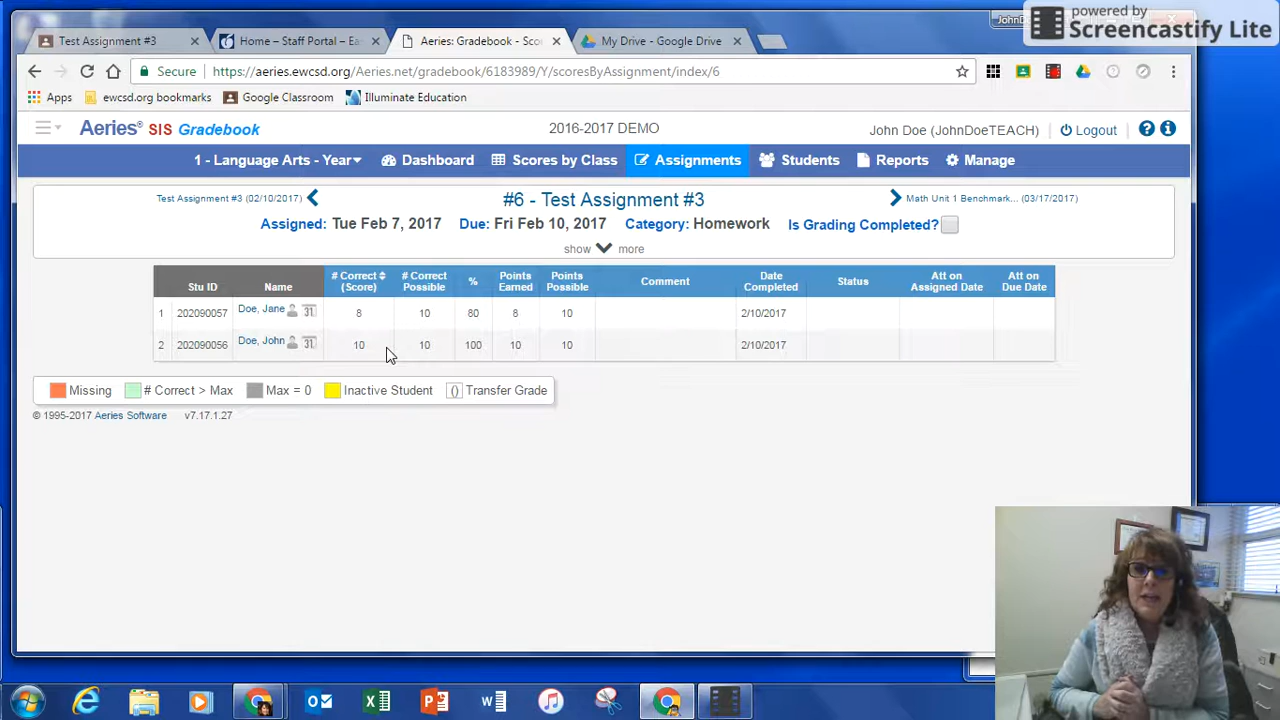 powered by
Screencastify Lite
Test Assignment #3
Home – Staff Portal – Ea
Aeries: Gradebook - Sco
My Drive - Google Drive
Secure
https://aeries.ewcsd.org/Aeries.net/gradebook/6183989/Y/scoresByAssignment/index/6
Apps
ewcsd.org bookmarks
Google Classroom
Illuminate Education
Aeries® SIS Gradebook
2016-2017 DEMO
John Doe (JohnDoeTEACH)
Logout
1 - Language Arts - Year
Dashboard
Scores by Class
Assignments
Students
Reports
Manage
Test Assignment #3 (02/10/2017)
#6 - Test Assignment #3
Math Unit 1 Benchmark... (03/17/2017)
Assigned: Tue Feb 7, 2017 Due: Fri Feb 10, 2017 Category: Homework Is Grading Completed?
show more
Stu ID Name # Correct (Score) # Correct Possible % Points Earned Points Possible Comment Date Completed Status Att on Assigned Date Att on Due Date
1 202090057 Doe, Jane 31 8 10 80 8 10 2/10/2017
2 202090056 Doe, John 31 10 10 100 10 10 2/10/2017
Missing # Correct > Max Max = 0 Inactive Student () Transfer Grade
© 1995-2017 Aeries Software v7.17.1.27